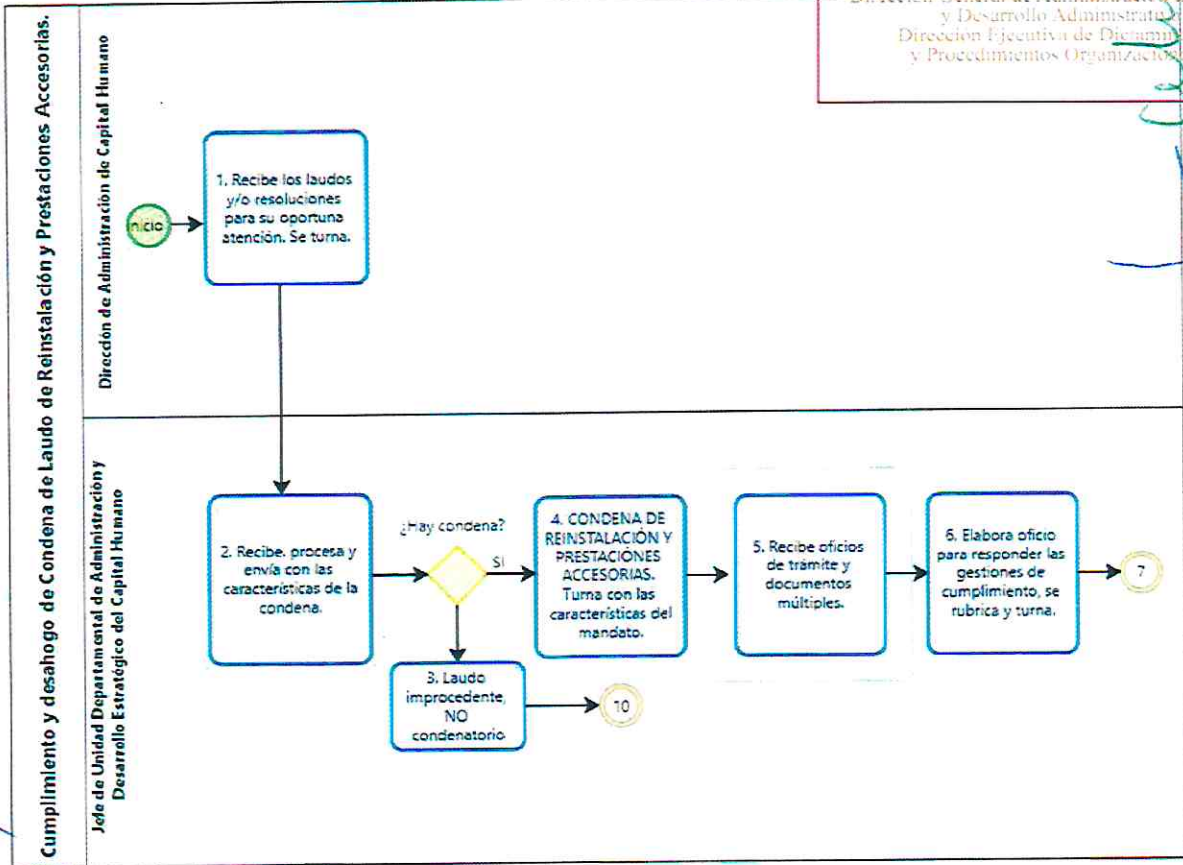 Cumplimiento y desahogo de Condena de Laudo de Reinstalación y Prestaciones Accesorias.
Dirección de Administración de Capital Humano
Inicio
1. Recibe los laudos
y/o resoluciones
para su oportuna
atención. Se turna.
Jefe de Unidad Departamental de Administración y
Desarrollo Estratégico del Capital Humano
2. Recibe. procesa y
envía con las
características de la
condena.
¿Hay condena?
SI
3. Laudo
improcedente,
NO
condenatorio
10
4. CONDENA DE
REINSTALACIÓN Y
PRESTACIONES
ACCESORIAS.
Turna con las
características del
mandato.
5. Recibe oficios
de trámite y
documentos
múltiples.
6. Elabora oficio
para responder las
gestiones de
cumplimiento, se
rubrica y turna.
7
y Desarrollo
Dirección Ejecutiva de
y Procedimientos